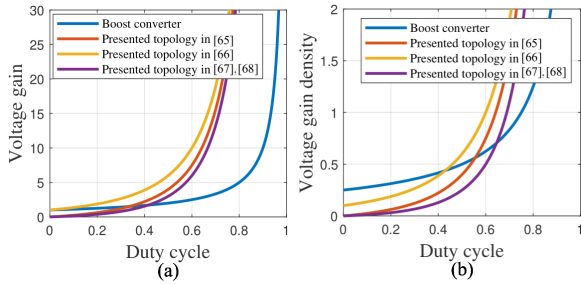 30
25
20
15
10
5
0
Voltage gain
Boost converter
Presented topology in [65]
Presented topology in [66]
Presented topology in [67],[68]
0 0.2 0.4 0.6 0.8 1
Duty cycle
(a)
2
1.5
1
0.5
0
Voltage gain density
Boost converter
Presented topology in [65]
Presented topology in [66]
Presented topology in [67],[68]
0 0.2 0.4 0.6 0.8 1
Duty cycle
(b)